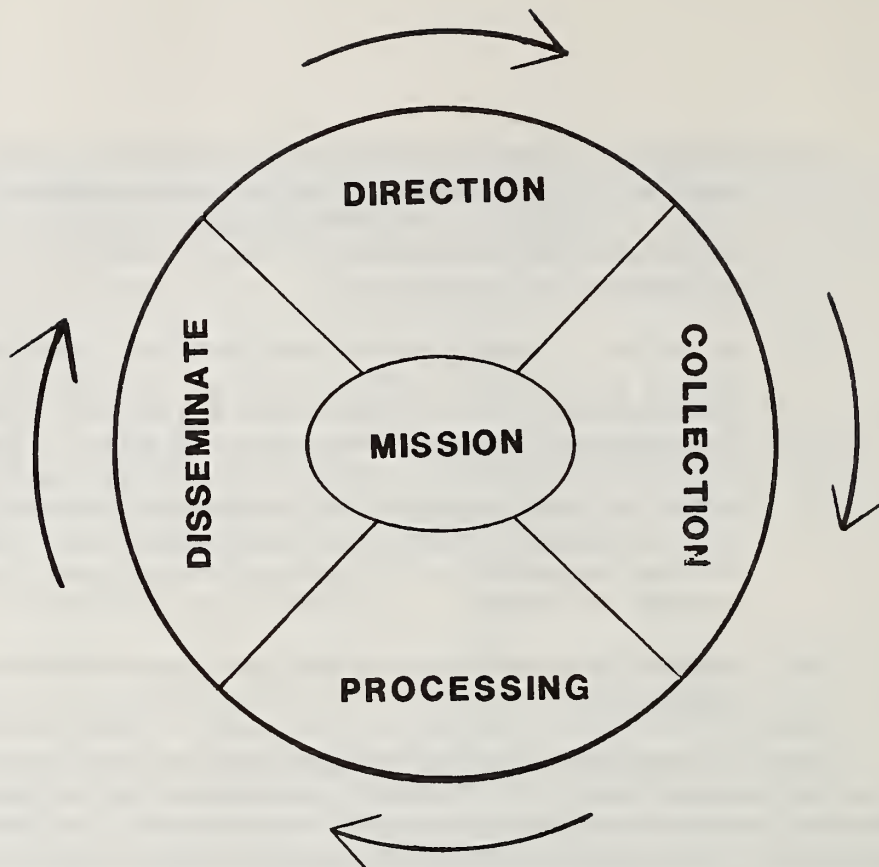 DIRECTION
COLLECTION
MISSION
DISSEMINATE
PROCESSING